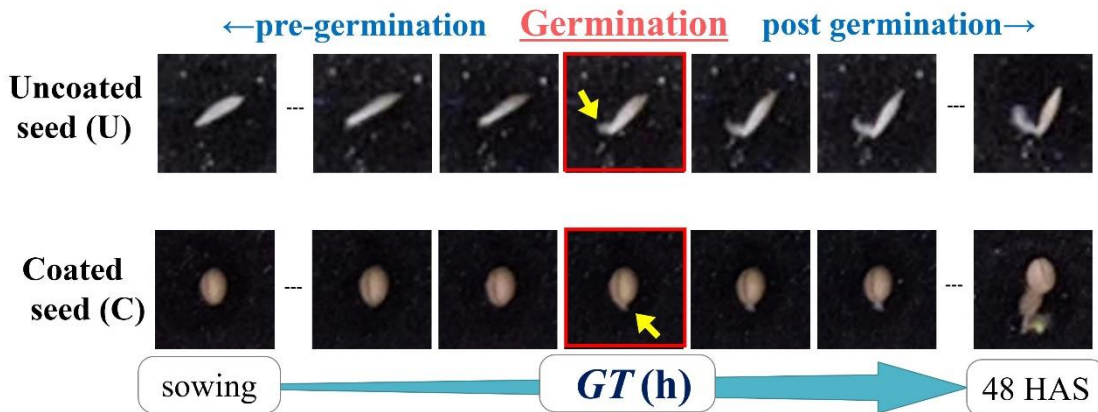 ←pre-germination Germination post germination→
Uncoated
seed (U)
--- ---
Coated
seed (C)
--- ---
sowing GT (h) 48 HAS